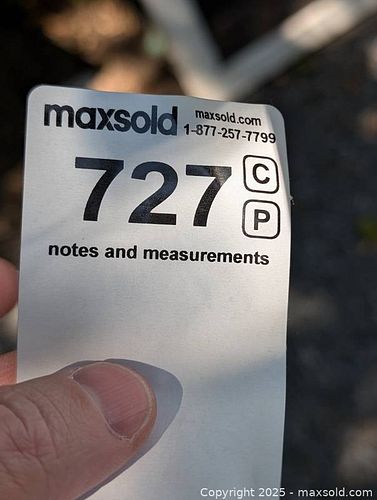 maxsold maxsold.com
1-877-257-7799
727 C
P
notes and measurements
Copyright © 2025 - maxsold.com